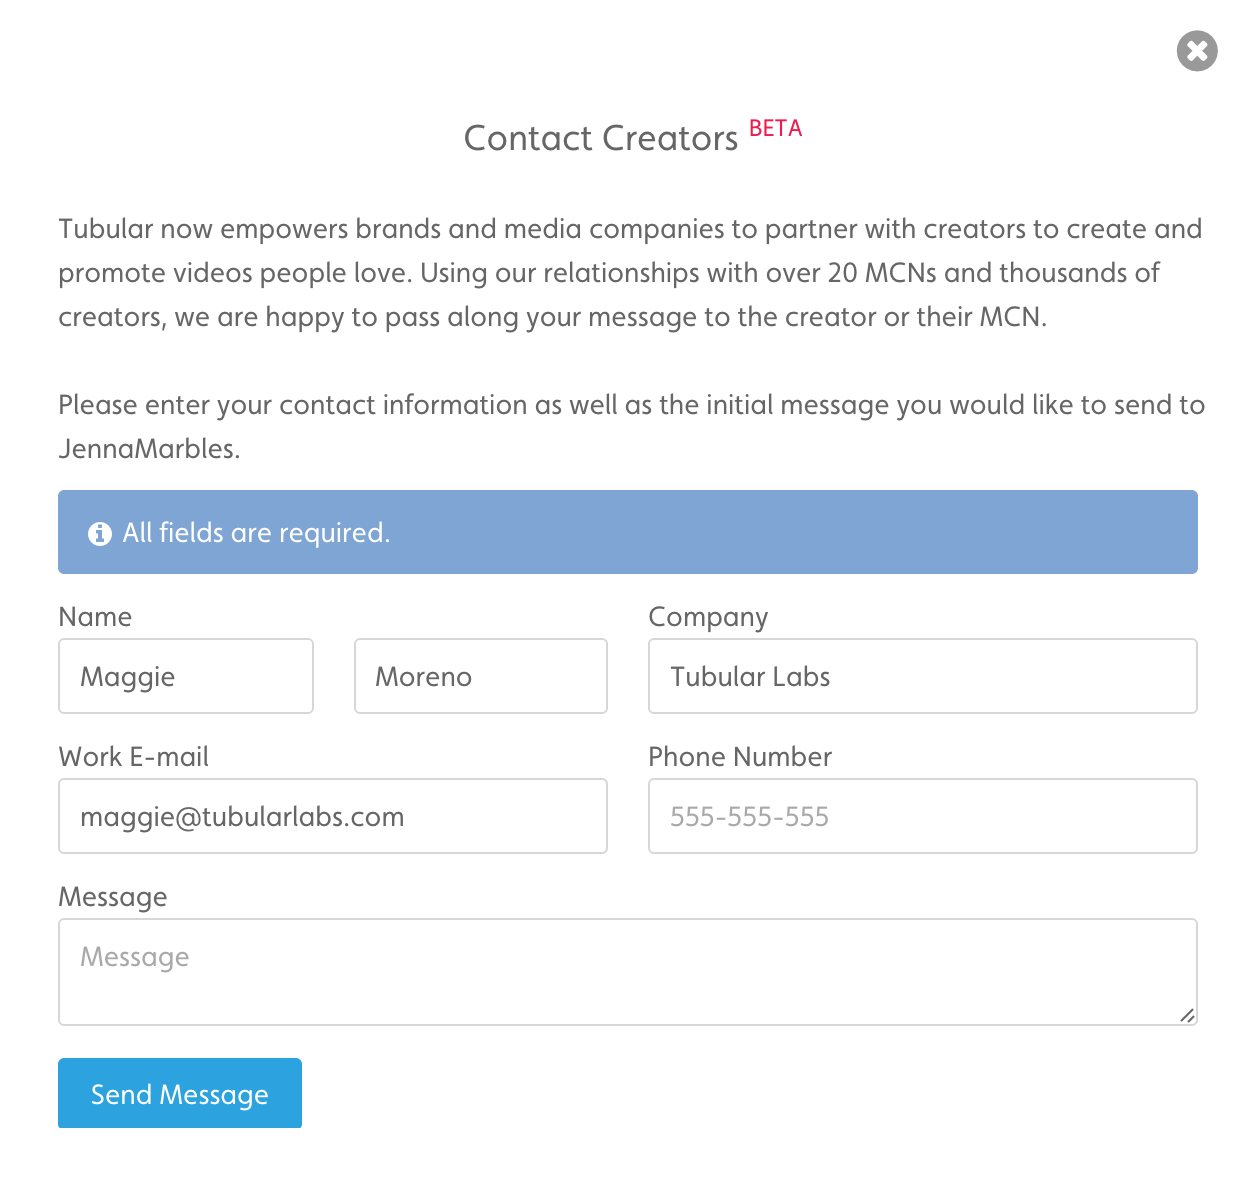 Contact Creators BETA
Tubular now empowers brands and media companies to partner with creators to create and
promote videos people love. Using our relationships with over 20 MCNs and thousands of
creators, we are happy to pass along your message to the creator or their MCN.
Please enter your contact information as well as the initial message you would like to send to
JennaMarbles.
All fields are required.
Name
Company
Maggie
Moreno
Tubular Labs
Work E-mail
Phone Number
maggie@tubularlabs.com
555-555-555
Message
Message
Send Message